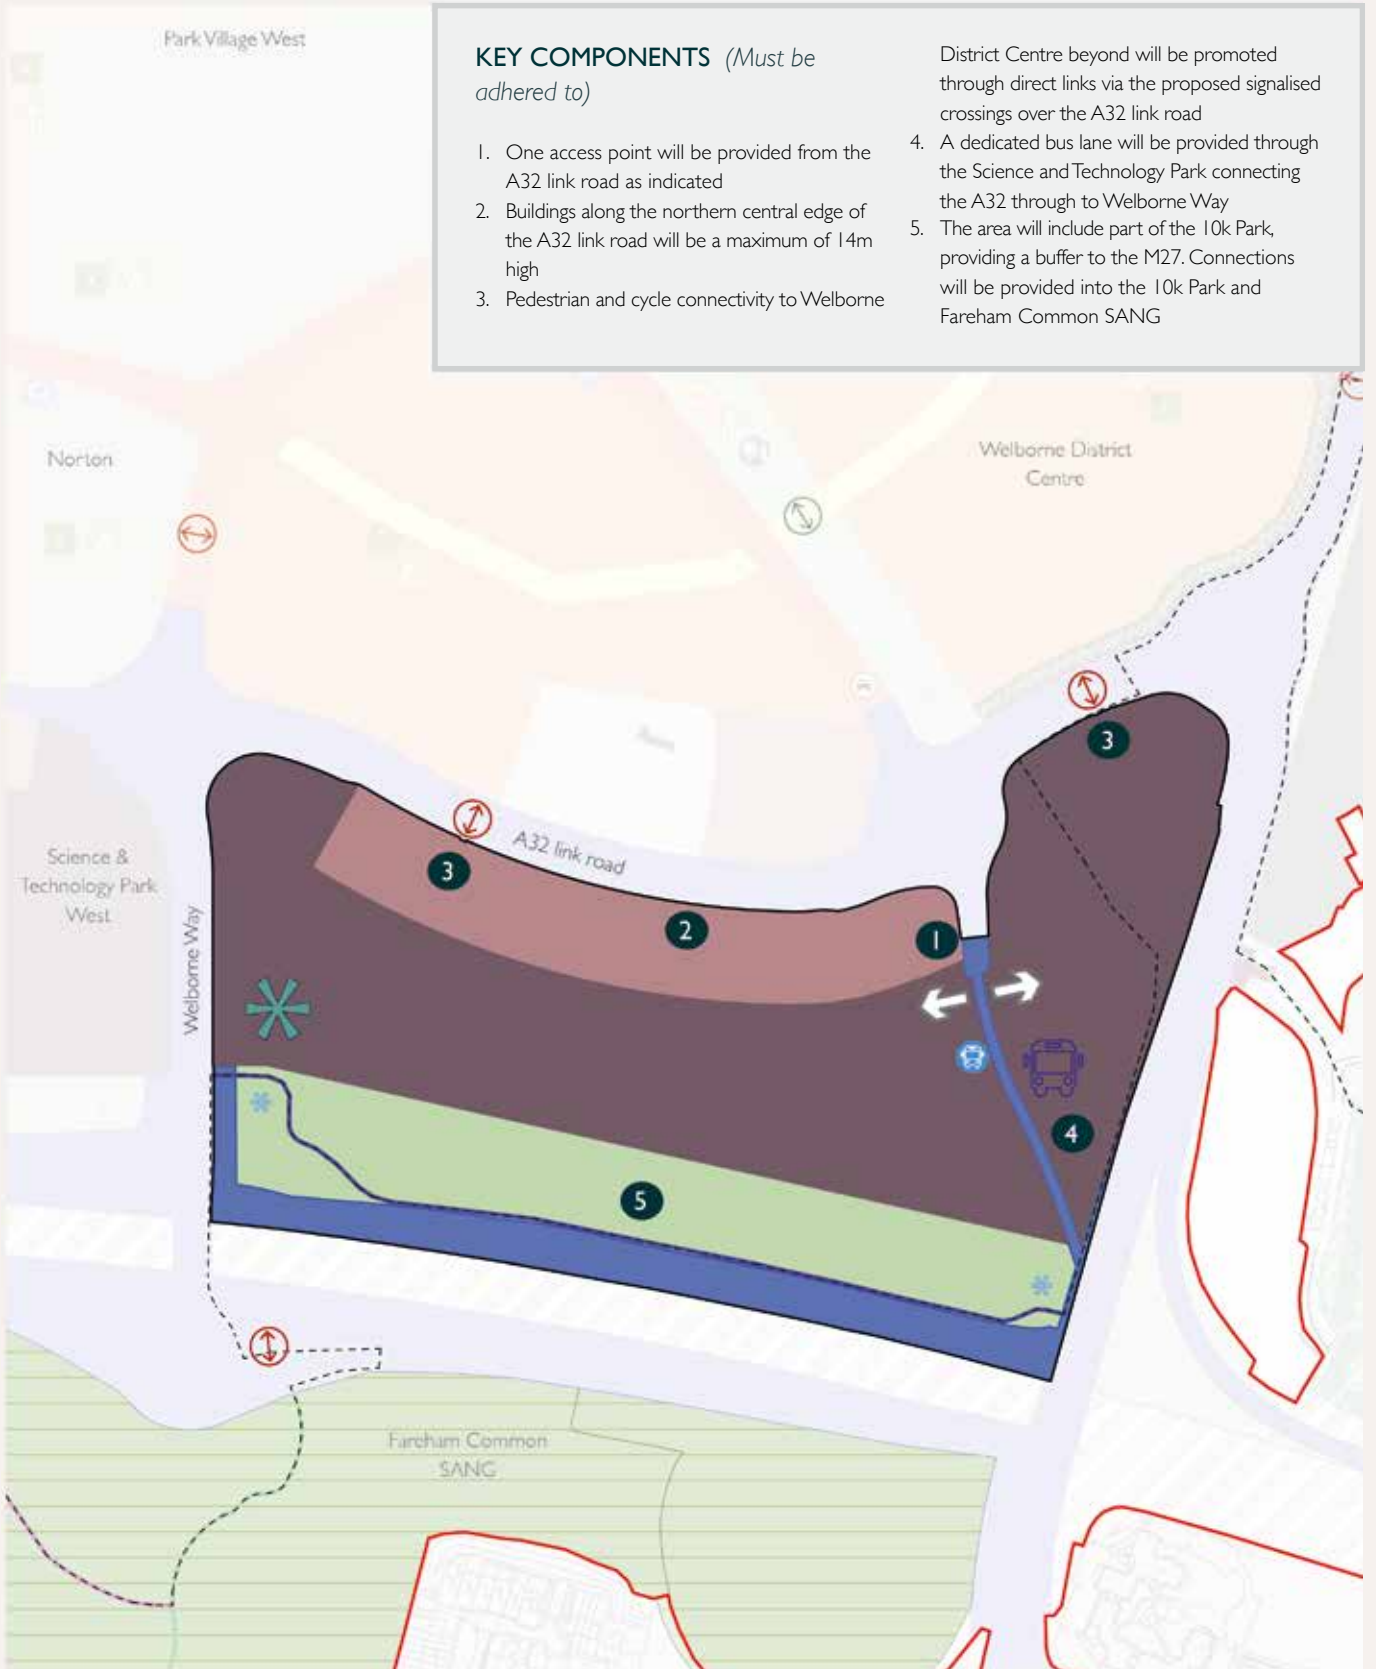 Park Village West
KEY COMPONENTS (Must be
adhered to)
1. One access point will be provided from the
A32 link road as indicated
2. Buildings along the northern central edge of
the A32 link road will be a maximum of 14m
high
3. Pedestrian and cycle connectivity to Welborne
District Centre beyond will be promoted
through direct links via the proposed signalised
crossings over the A32 link road
4. A dedicated bus lane will be provided through
the Science and Technology Park connecting
the A32 through to Welborne Way
5. The area will include part of the 10k Park,
providing a buffer to the M27. Connections
will be provided into the 10k Park and
Fareham Common SANG
Norton
Welborne District
Centre
3
A32 link road
3
2
1
Science &
Technology Park
West
Welborne Way
4
5
Fareham Common
SANG